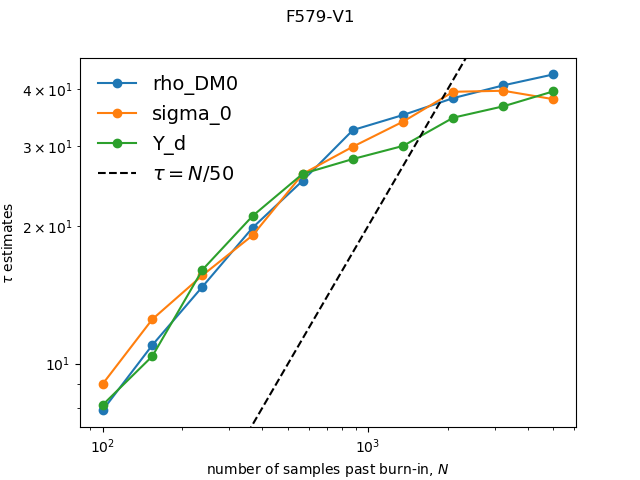 F579-V1
τ estimates
4 × 10¹
3 × 10¹
2 × 10¹
10¹
rho_DM0
sigma_0
Y_d
τ = N/50
10²
10³
number of samples past burn-in, N